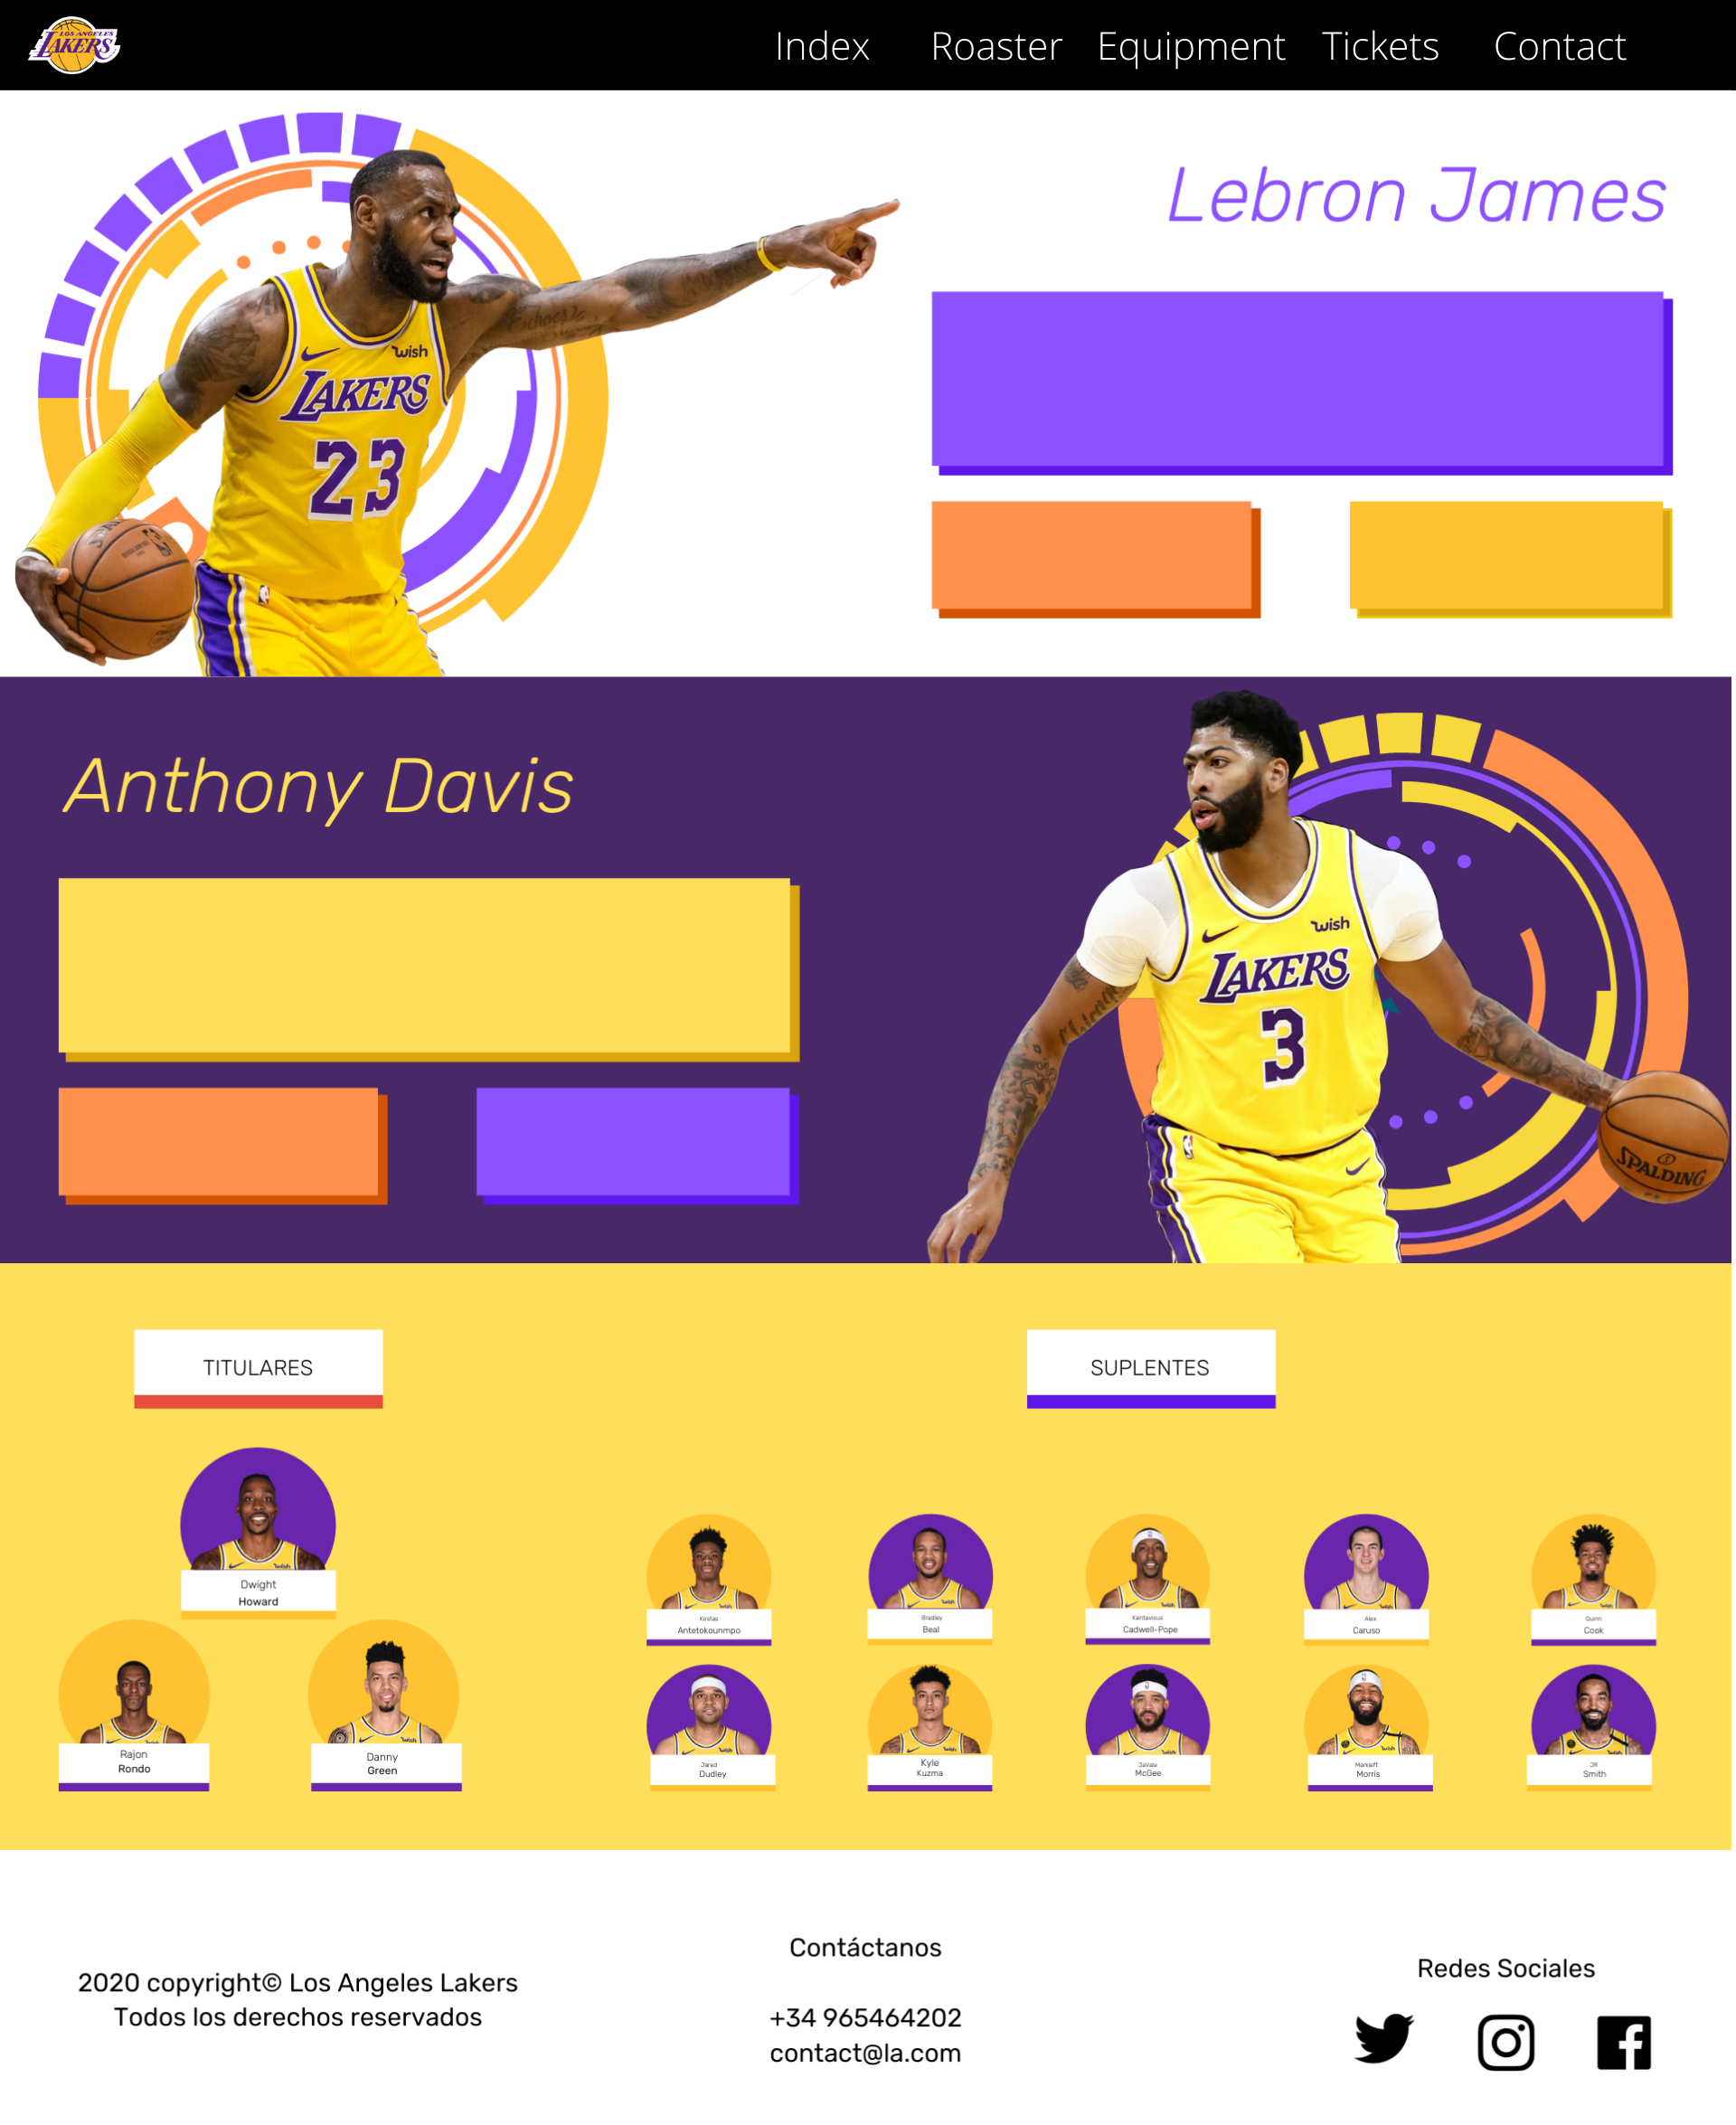 LOS ANGELES
LAKERS
Index Roaster Equipment Tickets Contact
Lebron James
wish
LAKERS
23
Anthony Davis
wish
LAKERS
3
SPALDING
TITULARES
SUPLENTES
Dwight
Howard
Rajon
Rondo
Danny
Green
Kostas
Antetokounmpo
Bradley
Beal
Kentavious
Cadwell-Pope
Alex
Caruso
Quinn
Cook
Jared
Dudley
Kyle
Kuzma
JaVale
McGee
Markieff
Morris
JR
Smith
2020 copyright© Los Angeles Lakers
Todos los derechos reservados
Contáctanos
+34 965464202
contact@la.com
Redes Sociales